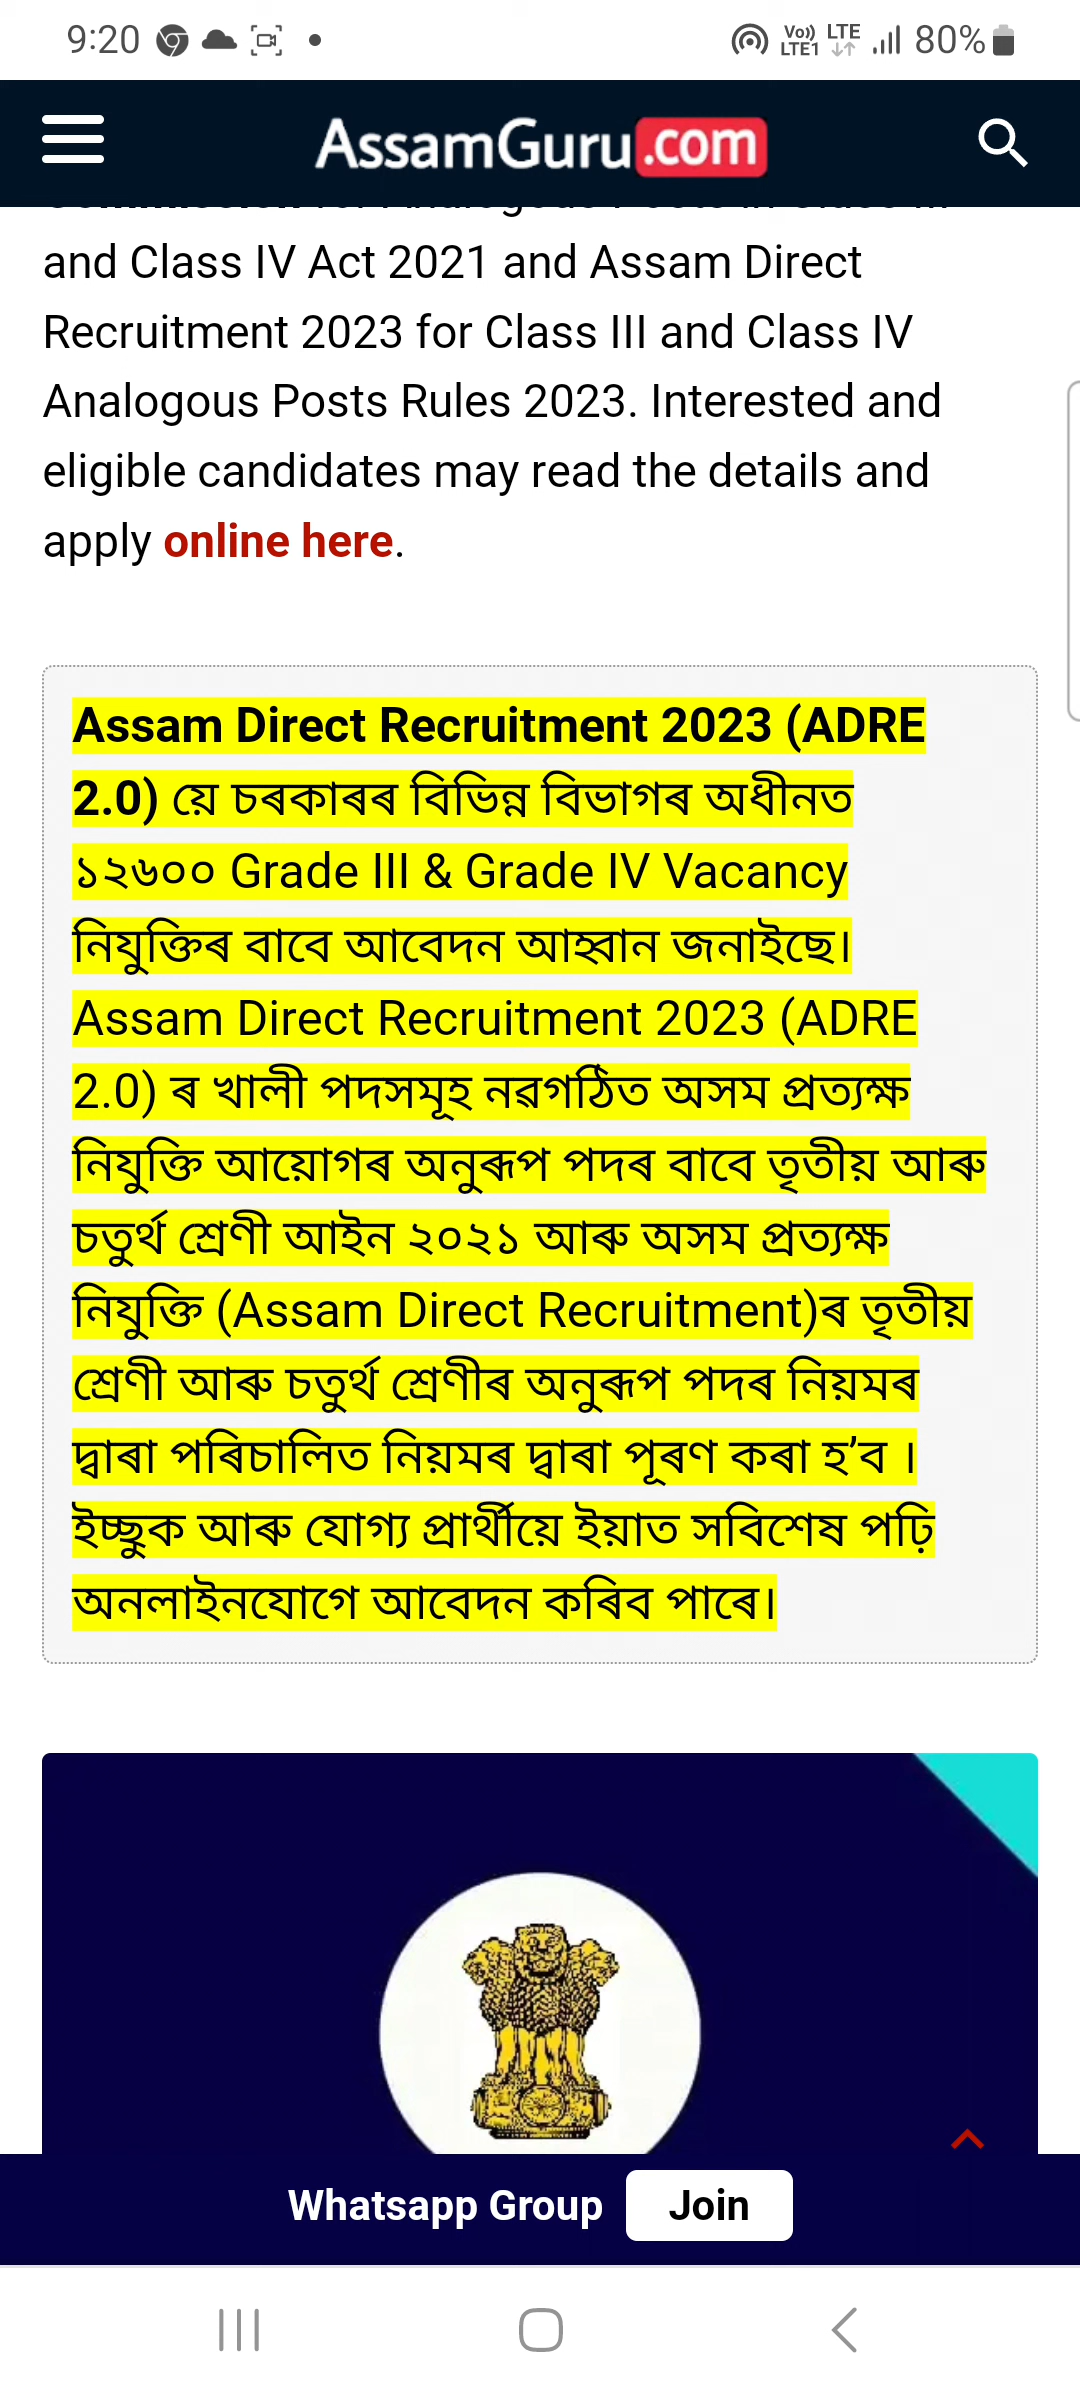 9:20
Vo)) LTE1 LTE 80%
AssamGuru.com
and Class IV Act 2021 and Assam Direct
Recruitment 2023 for Class III and Class IV
Analogous Posts Rules 2023. Interested and
eligible candidates may read the details and
apply online here.
Assam Direct Recruitment 2023 (ADRE
2.0) য়ে চৰকাৰৰ বিভিন্ন বিভাগৰ অধীনত
১২৬০০ Grade III & Grade IV Vacancy
নিযুক্তিৰ বাবে আবেদন আহ্বান জনাইছে।
Assam Direct Recruitment 2023 (ADRE
2.0) ৰ খালী পদসমূহ নৱগঠিত অসম প্ৰত্যক্ষ
নিযুক্তি আয়োগৰ অনুৰূপ পদৰ বাবে তৃতীয় আৰু
চতুৰ্থ শ্ৰেণী আইন ২০২১ আৰু অসম প্ৰত্যক্ষ
নিযুক্তি (Assam Direct Recruitment)ৰ তৃতীয়
শ্ৰেণী আৰু চতুৰ্থ শ্ৰেণীৰ অনুৰূপ পদৰ নিয়মৰ
দ্বাৰা পৰিচালিত নিয়মৰ দ্বাৰা পূৰণ কৰা হ’ব ।
ইচ্ছুক আৰু যোগ্য প্ৰাৰ্থীয়ে ইয়াত সবিশেষ পঢ়ি
অনলাইনযোগে আবেদন কৰিব পাৰে।
Whatsapp Group Join